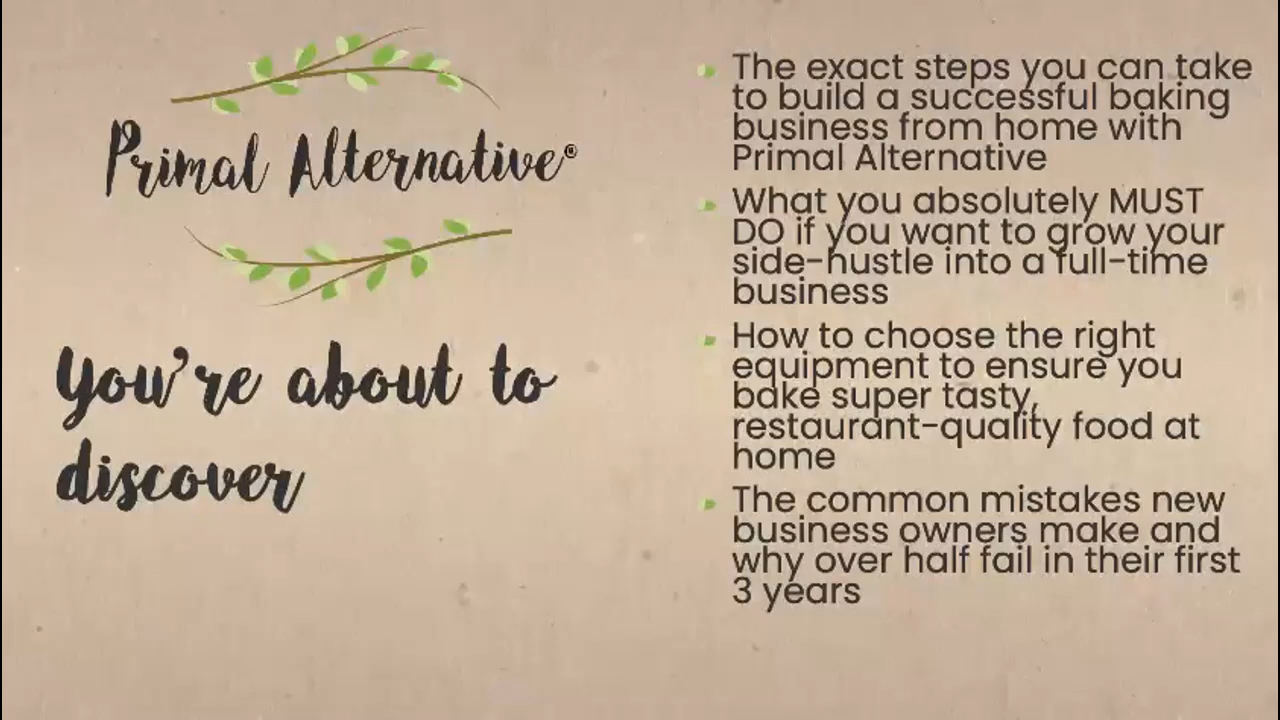 Primal Alternative®
You're about to
discover
The exact steps you can take
to build a successful baking
business from home with
Primal Alternative
What you absolutely MUST
DO if you want to grow your
side-hustle into a full-time
business
How to choose the right
equipment to ensure you
bake super tasty,
restaurant-quality food at
home
The common mistakes new
business owners make and
why over half fail in their first
3 years